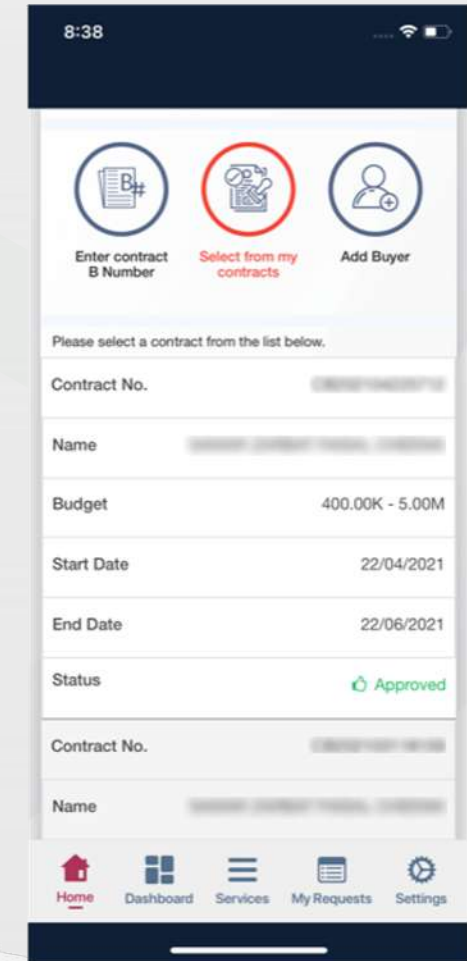 8:38
B#
Enter contract
B Number
Select from my
contracts
Add Buyer
Please select a contract from the list below.
Contract No.
Name
Budget 400.00K - 5.00M
Start Date 22/04/2021
End Date 22/06/2021
Status Approved
Contract No.
Name
Home Dashboard Services My Requests Settings